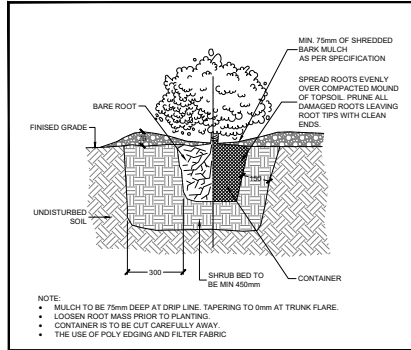 MIN. 75mm OF SHREDDED
BARK MULCH
AS PER SPECIFICATION
SPREAD ROOTS EVENLY
OVER COMPACTED MOUND
OF TOPSOIL. PRUNE ALL
DAMAGED ROOTS LEAVING
ROOT TIPS WITH CLEAN
ENDS.
BARE ROOT
FINISED GRADE
150
UNDISTURBED
SOIL
300
SHRUB BED TO
BE MIN 450mm
CONTAINER
NOTE:
• MULCH TO BE 75mm DEEP AT DRIP LINE. TAPERING TO 0mm AT TRUNK FLARE.
• LOOSEN ROOT MASS PRIOR TO PLANTING.
• CONTAINER IS TO BE CUT CAREFULLY AWAY.
• THE USE OF POLY EDGING AND FILTER FABRIC